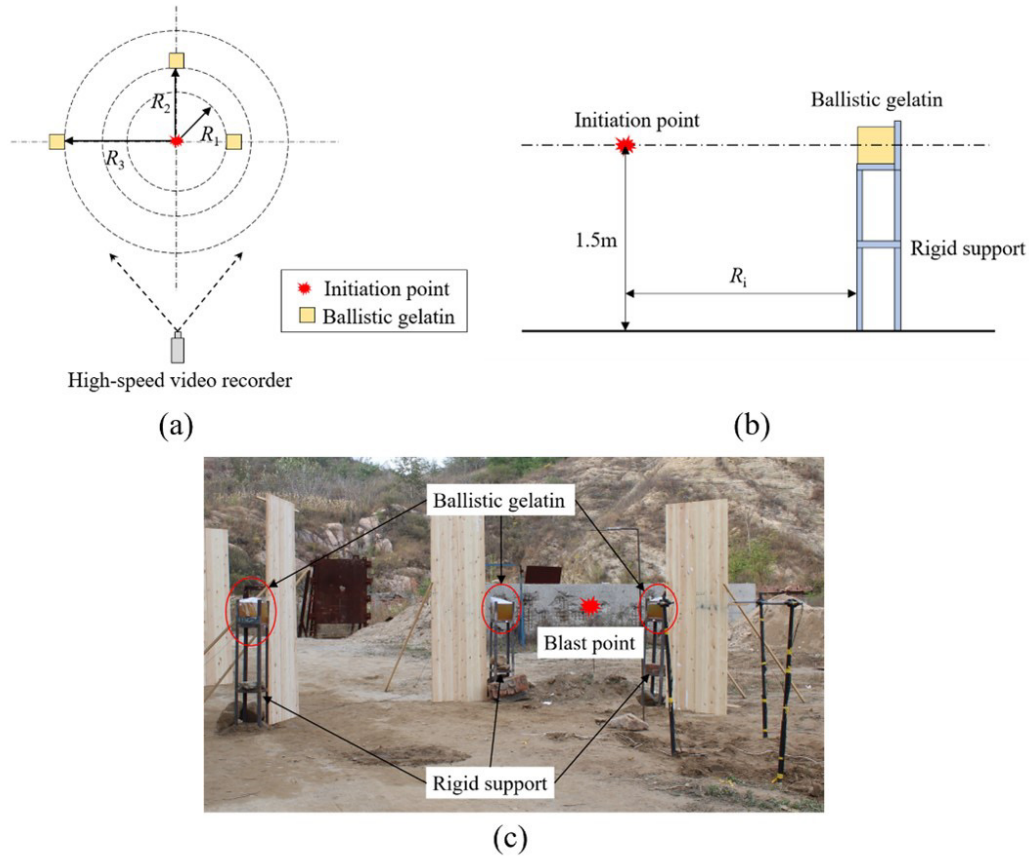 R2
R1
R3
Initiation point
Ballistic gelatin
High-speed video recorder
(a)
Ballistic gelatin
Initiation point
1.5m
Rigid support
Ri
(b)
Ballistic gelatin
Blast point
Rigid support
(c)